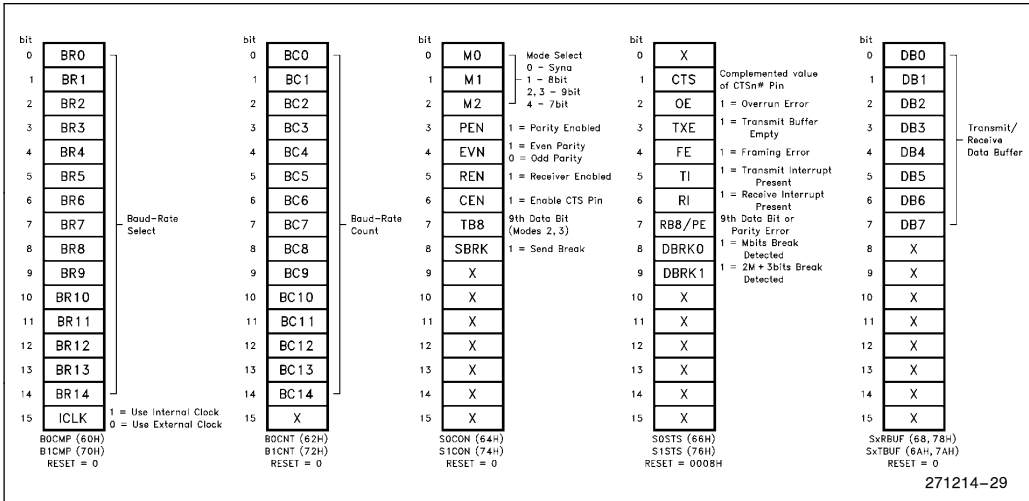 bit
0 BR0
1 BR1
2 BR2
3 BR3
4 BR4
5 BR5
6 BR6
7 BR7
8 BR8
9 BR9
10 BR10
11 BR11
12 BR12
13 BR13
14 BR14
15 ICLK
Baud-Rate
Select
1 = Use Internal Clock
0 = Use External Clock
B0CMP (60H)
B1CMP (70H)
RESET = 0
bit
0 BC0
1 BC1
2 BC2
3 BC3
4 BC4
5 BC5
6 BC6
7 BC7
8 BC8
9 BC9
10 BC10
11 BC11
12 BC12
13 BC13
14 BC14
15 X
Baud-Rate
Count
B0CNT (62H)
B1CNT (72H)
RESET = 0
bit
0 M0
1 M1
2 M2
Mode Select
0 - Syna
1 - 8bit
2, 3 - 9bit
4 - 7bit
3 PEN 1 = Parity Enabled
4 EVN 1 = Even Parity
0 = Odd Parity
5 REN 1 = Receiver Enabled
6 CEN 1 = Enable CTS Pin
7 TB8 9th Data Bit
(Modes 2, 3)
8 SBRK 1 = Send Break
9 X
10 X
11 X
12 X
13 X
14 X
15 X
S0CON (64H)
S1CON (74H)
RESET = 0
bit
0 X
1 CTS Complemented value
of CTSn# Pin
2 OE 1 = Overrun Error
3 TXE 1 = Transmit Buffer
Empty
4 FE 1 = Framing Error
5 TI 1 = Transmit Interrupt
Present
6 RI 1 = Receive Interrupt
Present
7 RB8/PE 9th Data Bit or
Parity Error
8 DBRK0 1 = Mbits Break
Detected
9 DBRK1 1 = 2M + 3bits Break
Detected
10 X
11 X
12 X
13 X
14 X
15 X
S0STS (66H)
S1STS (76H)
RESET = 0008H
bit
0 DB0
1 DB1
2 DB2
3 DB3
4 DB4
5 DB5
6 DB6
7 DB7
Transmit/
Receive
Data Buffer
8 X
9 X
10 X
11 X
12 X
13 X
14 X
15 X
SxRBUF (68, 78H)
SxTBUF (6AH, 7AH)
RESET = 0
271214-29